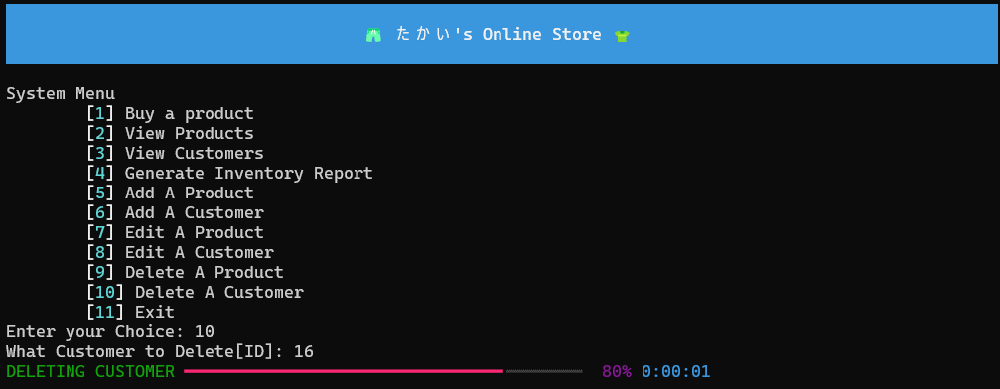 たかい's Online Store
System Menu
[1] Buy a product
[2] View Products
[3] View Customers
[4] Generate Inventory Report
[5] Add A Product
[6] Add A Customer
[7] Edit A Product
[8] Edit A Customer
[9] Delete A Product
[10] Delete A Customer
[11] Exit
Enter your Choice: 10
What Customer to Delete[ID]: 16
DELETING CUSTOMER 80% 0:00:01